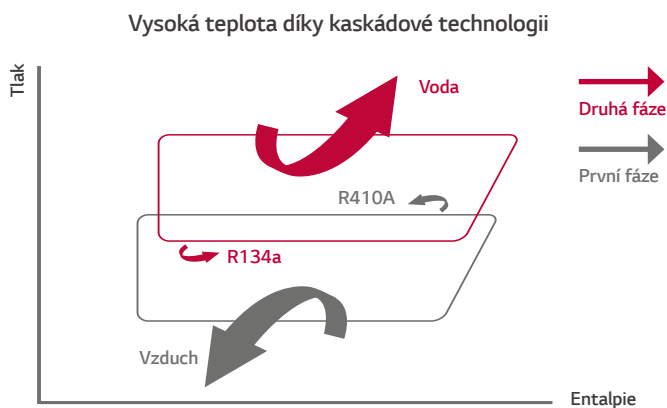 Vysoká teplota díky kaskádové technologii
Tlak
Voda
Druhá fáze
První fáze
R410A
R134a
Vzduch
Entalpie